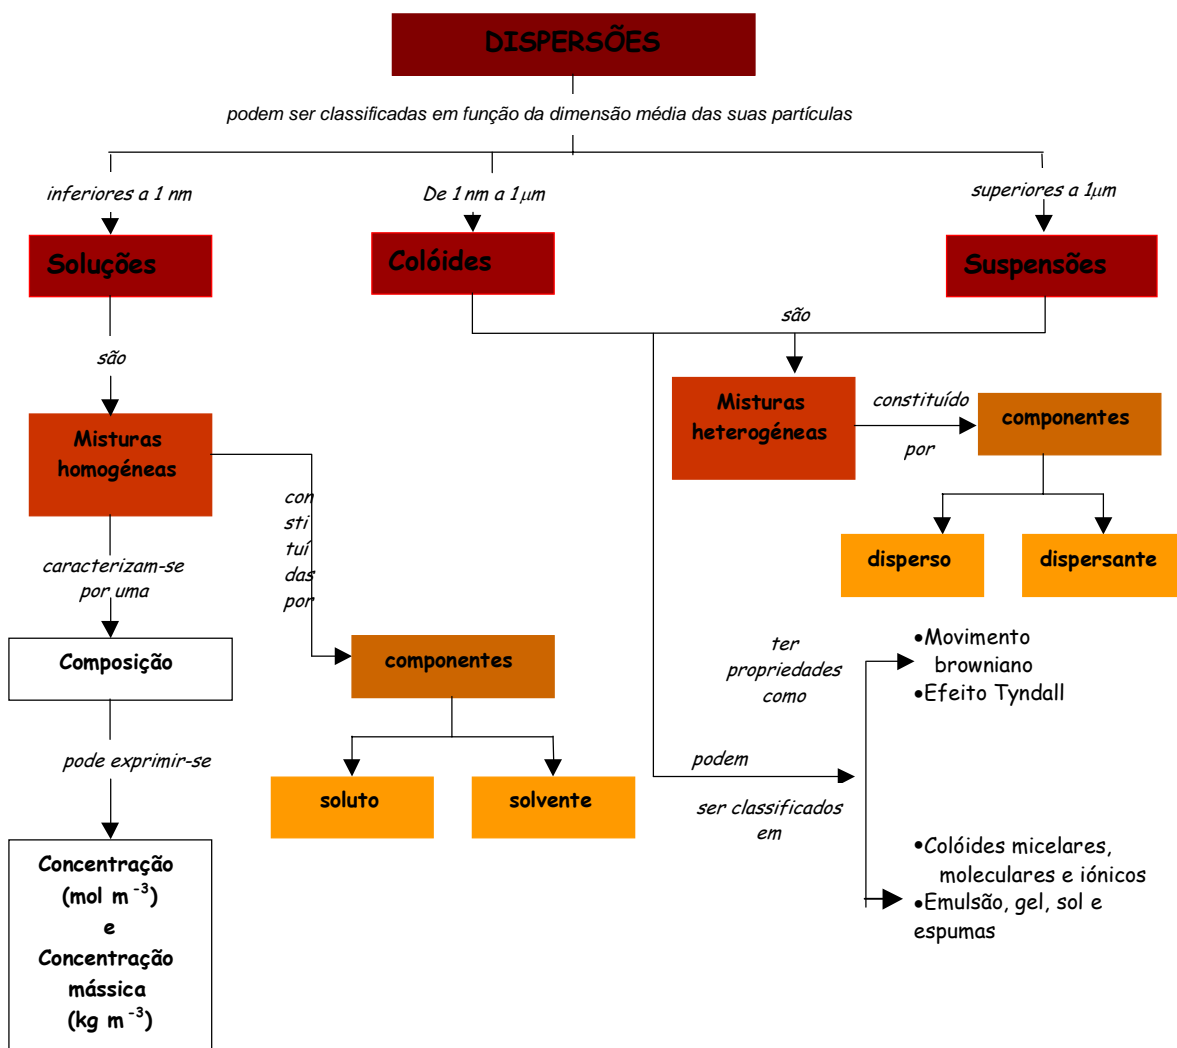 DISPERSÕES
podem ser classificadas em função da dimensão média das suas partículas
inferiores a 1 nm
De 1 nm a 1μm
superiores a 1μm
Soluções
Colóides
Suspensões
são
são
Misturas
homogéneas
Misturas
heterogéneas
constituído
por
componentes
disperso
dispersante
con
sti
tuí
das
por
caracterizam-se
por uma
Composição
componentes
soluto
solvente
pode exprimir-se
Concentração
(mol m⁻³)
e
Concentração
mássica
(kg m⁻³)
podem
ter
propriedades
como
•Movimento
browniano
•Efeito Tyndall
ser classificados
em
•Colóides micelares,
moleculares e iónicos
•Emulsão, gel, sol e
espumas